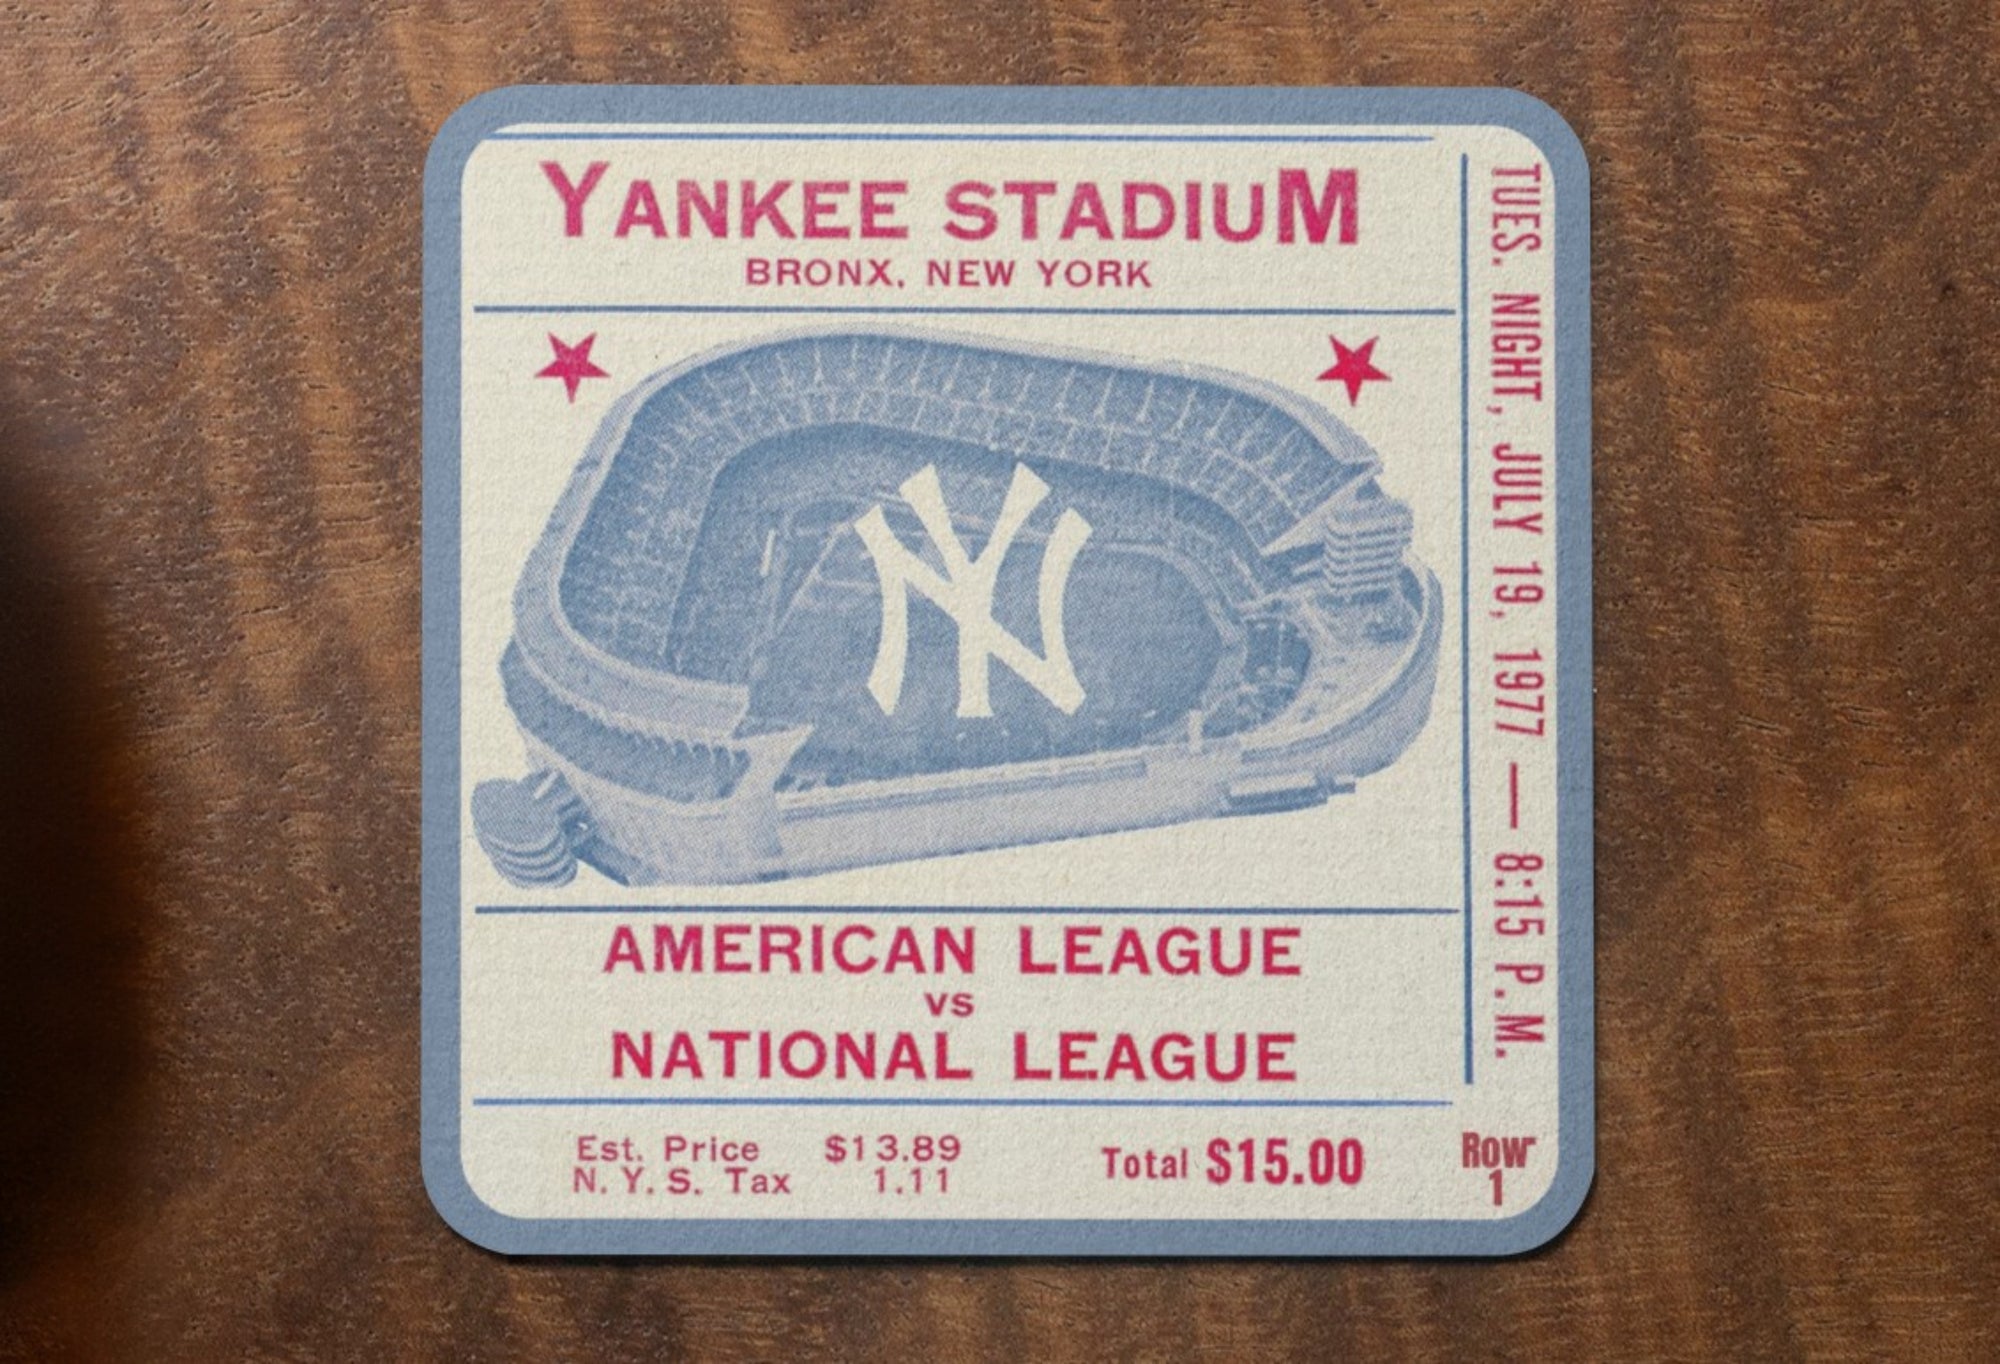 YANKEE STADIUM
BRONX, NEW YORK
NY
AMERICAN LEAGUE
VS
NATIONAL LEAGUE
Est. Price $13.89
N. Y. S. Tax 1.11
Total $15.00
TUES. NIGHT, JULY 19, 1977 — 8:15 P. M.
Row
1